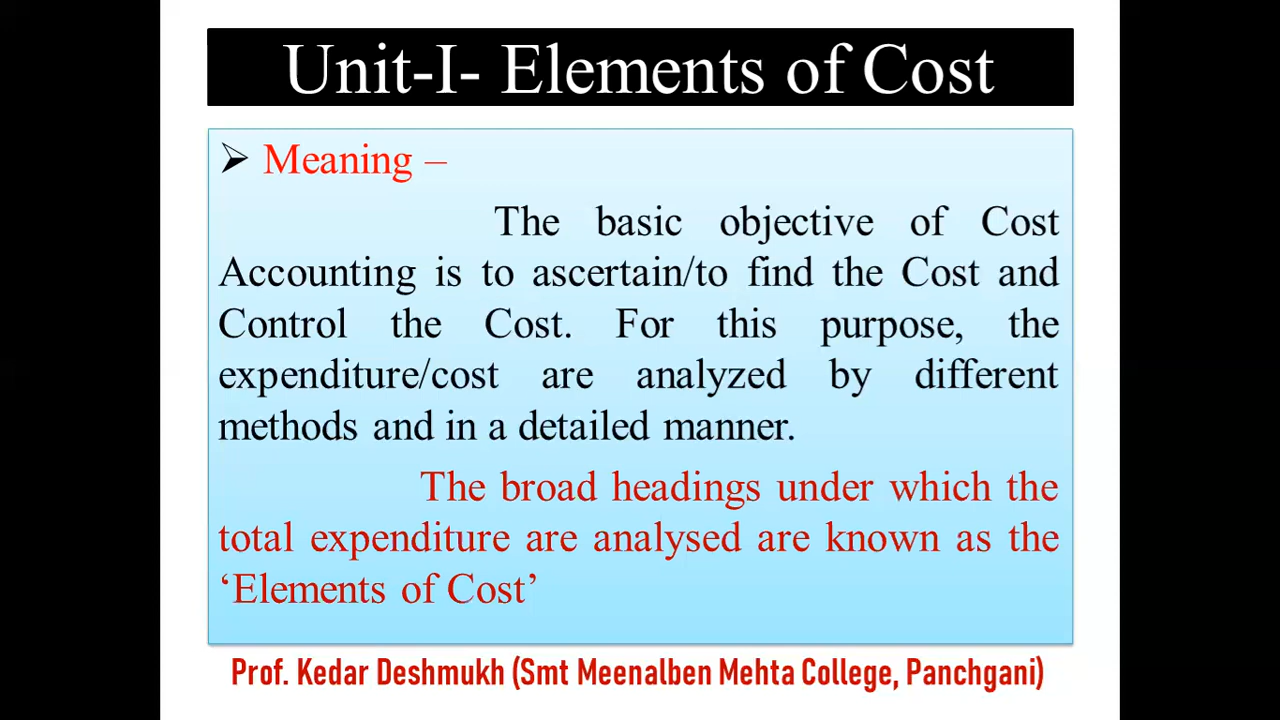 Unit-I- Elements of Cost
➢ Meaning –
The basic objective of Cost
Accounting is to ascertain/to find the Cost and
Control the Cost. For this purpose, the
expenditure/cost are analyzed by different
methods and in a detailed manner.
The broad headings under which the
total expenditure are analysed are known as the
‘Elements of Cost’
Prof. Kedar Deshmukh (Smt Meenalben Mehta College, Panchgani)